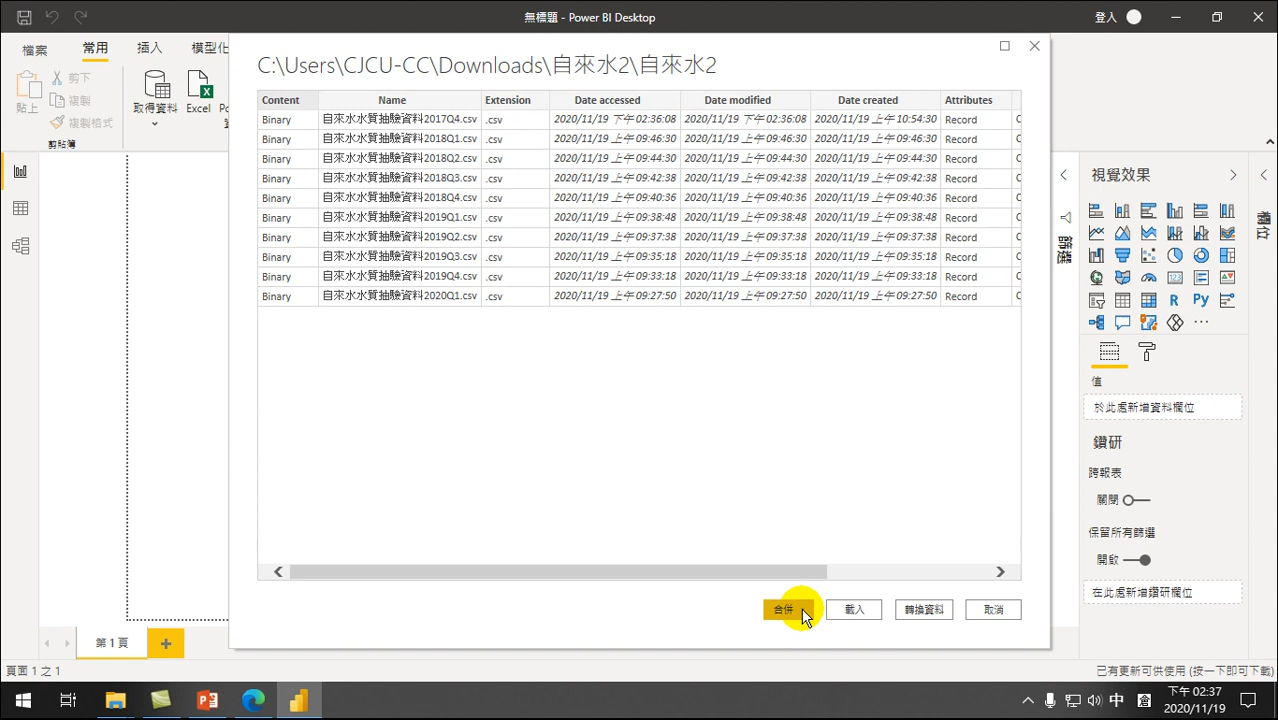 無標題 - Power BI Desktop
登入
檔案 常用 插入 模型化
貼上
剪下
複製
複製格式
剪貼簿
取得資料
Excel
C:\Users\CJCU-CC\Downloads\自來水2\自來水2
Content Name Extension Date accessed Date modified Date created Attributes
Binary 自來水水質抽驗資料2017Q4.csv .csv 2020/11/19 下午 02:36:08 2020/11/19 下午 02:36:08 2020/11/19 上午 10:54:30 Record
Binary 自來水水質抽驗資料2018Q1.csv .csv 2020/11/19 上午 09:46:30 2020/11/19 上午 09:46:30 2020/11/19 上午 09:46:30 Record
Binary 自來水水質抽驗資料2018Q2.csv .csv 2020/11/19 上午 09:44:30 2020/11/19 上午 09:44:30 2020/11/19 上午 09:44:30 Record
Binary 自來水水質抽驗資料2018Q3.csv .csv 2020/11/19 上午 09:42:38 2020/11/19 上午 09:42:38 2020/11/19 上午 09:42:38 Record
Binary 自來水水質抽驗資料2018Q4.csv .csv 2020/11/19 上午 09:40:36 2020/11/19 上午 09:40:36 2020/11/19 上午 09:40:36 Record
Binary 自來水水質抽驗資料2019Q1.csv .csv 2020/11/19 上午 09:38:48 2020/11/19 上午 09:38:48 2020/11/19 上午 09:38:48 Record
Binary 自來水水質抽驗資料2019Q2.csv .csv 2020/11/19 上午 09:37:38 2020/11/19 上午 09:37:38 2020/11/19 上午 09:37:38 Record
Binary 自來水水質抽驗資料2019Q3.csv .csv 2020/11/19 上午 09:35:18 2020/11/19 上午 09:35:18 2020/11/19 上午 09:35:18 Record
Binary 自來水水質抽驗資料2019Q4.csv .csv 2020/11/19 上午 09:33:18 2020/11/19 上午 09:33:18 2020/11/19 上午 09:33:18 Record
Binary 自來水水質抽驗資料2020Q1.csv .csv 2020/11/19 上午 09:27:50 2020/11/19 上午 09:27:50 2020/11/19 上午 09:27:50 Record
合併 載入 轉換資料 取消
篩選
視覺效果
欄位
R Py
值
於此處新增資料欄位
鑽研
跨報表
關閉
保留所有篩選
開啟
在此處新增鑽研欄位
第 1 頁
頁面 1 之 1
已有更新可供使用 (按一下即可下載)
中
下午 02:37
2020/11/19